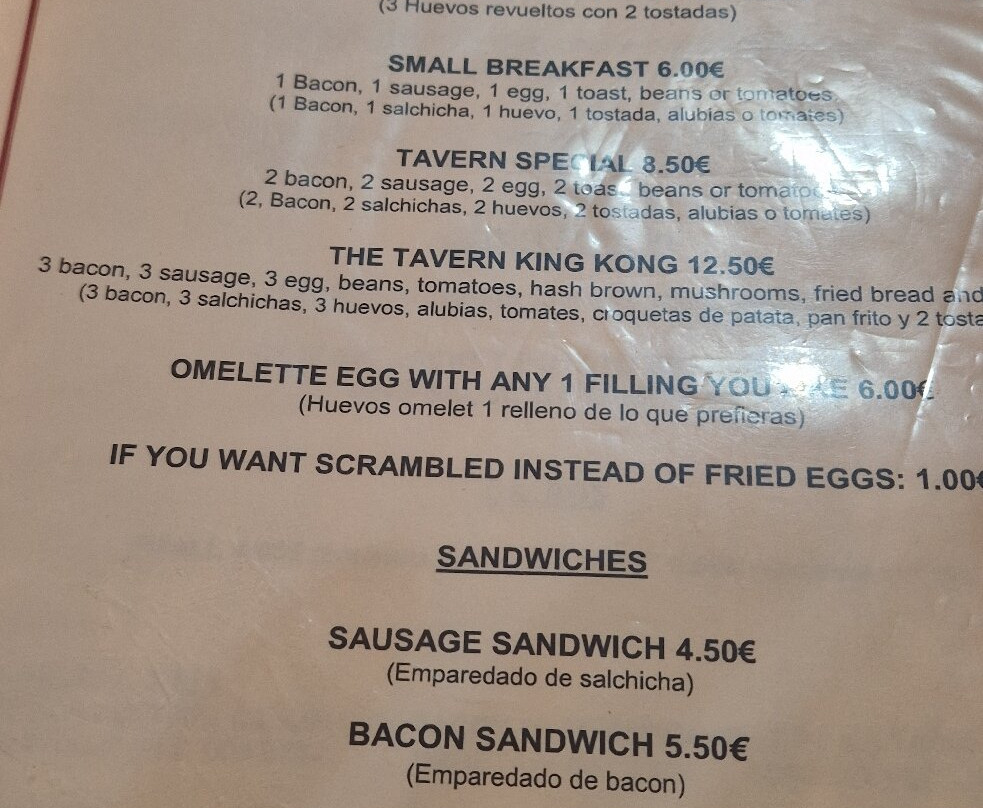 (3 Huevos revueltos con 2 tostadas)
SMALL BREAKFAST 6.00€
1 Bacon, 1 sausage, 1 egg, 1 toast, beans or tomatoes
(1 Bacon, 1 salchicha, 1 huevo, 1 tostada, alubias o tomates)
TAVERN SPECIAL 8.50€
2 bacon, 2 sausage, 2 egg, 2 beans or
(2, Bacon, 2 salchichas, 2 huevos, 2 tostadas, alubias o tomates)
THE TAVERN KING KONG 12.50€
3 bacon, 3 sausage, 3 egg, beans, tomatoes, hash brown, mushrooms, fried bread and
(3 bacon, 3 salchichas, 3 huevos, alubias, tomates, croquetas de patata, pan frito y 2
OMELETTE EGG WITH ANY 1 FILLING YOU 6.00€
(Huevos omelet 1 relleno de lo que prefieras)
IF YOU WANT SCRAMBLED INSTEAD OF FRIED EGGS: 1.00€
SANDWICHES
SAUSAGE SANDWICH 4.50€
(Emparedado de salchicha)
BACON SANDWICH 5.50€
(Emparedado de bacon)